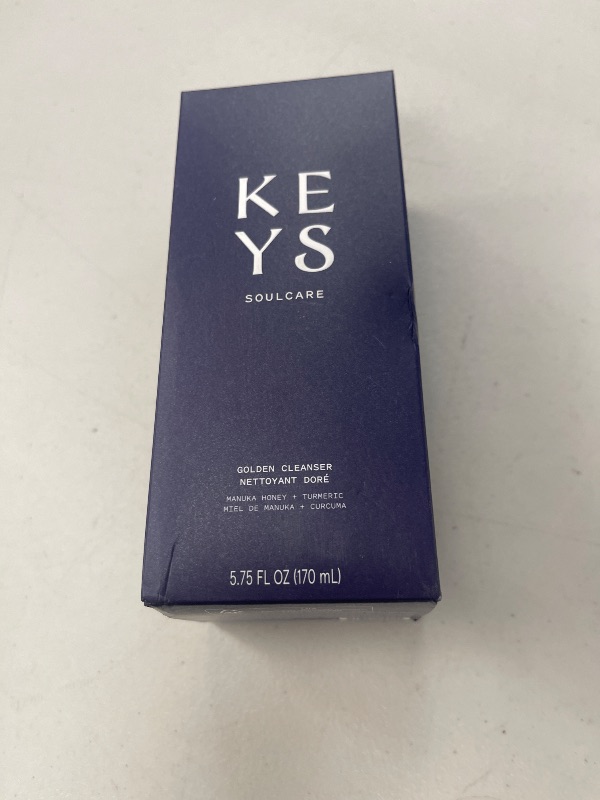 KE
YS
SOULCARE
GOLDEN CLEANSER
NETTOYANT DORÉ
MANUKA HONEY + TURMERIC
MIEL DE MANUKA + CURCUMA
5.75 FL OZ (170 mL)